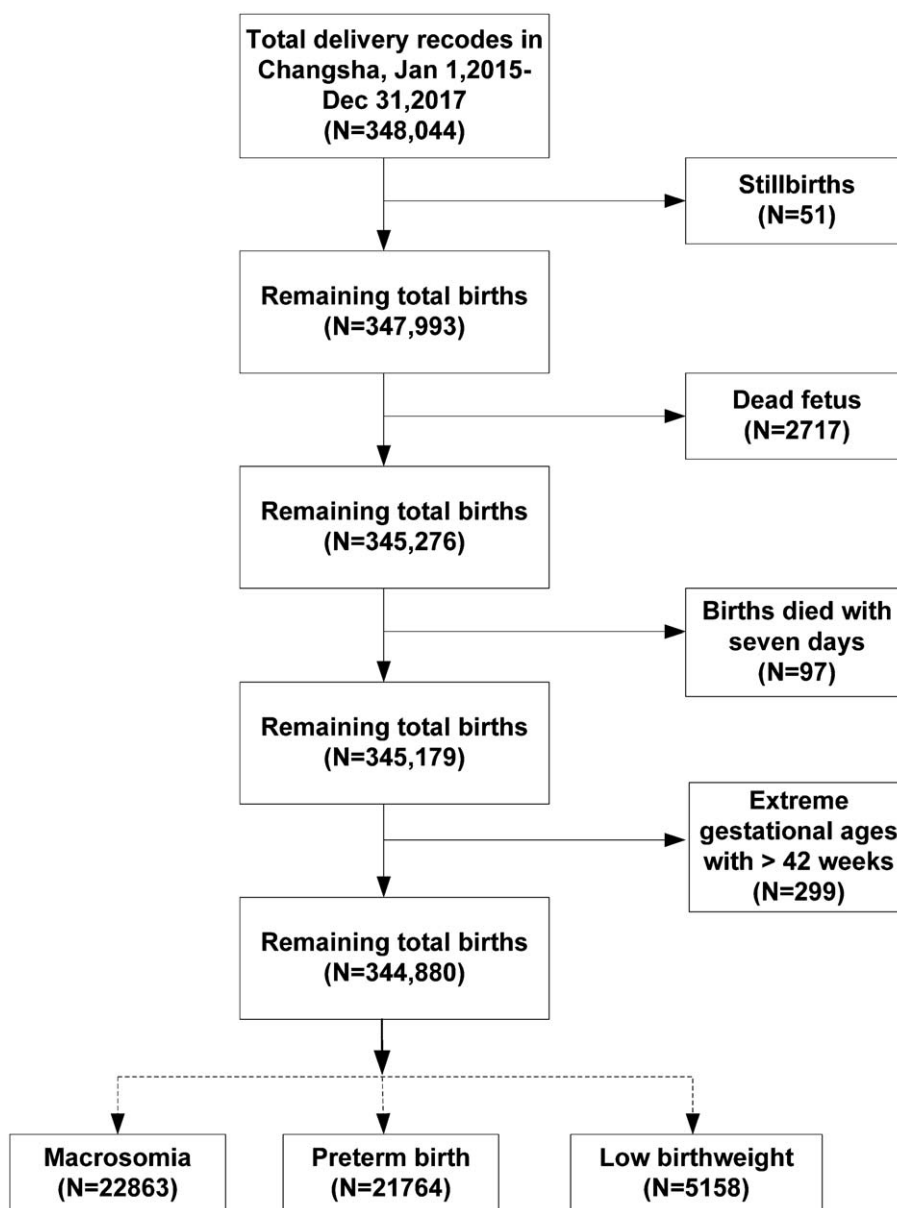 Total delivery recodes in
Changsha, Jan 1,2015-
Dec 31,2017
(N=348,044)
Stillbirths
(N=51)
Remaining total births
(N=347,993)
Dead fetus
(N=2717)
Remaining total births
(N=345,276)
Births died with
seven days
(N=97)
Remaining total births
(N=345,179)
Extreme
gestational ages
with > 42 weeks
(N=299)
Remaining total births
(N=344,880)
Macrosomia
(N=22863)
Preterm birth
(N=21764)
Low birthweight
(N=5158)